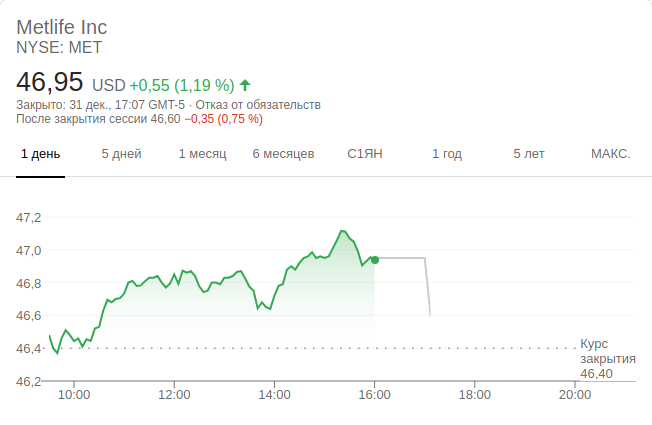 Metlife Inc
NYSE: MET
46,95 USD +0,55 (1,19 %)
Закрыто: 31 дек., 17:07 GMT-5 · Отказ от обязательств
После закрытия сессии 46,60 −0,35 (0,75 %)
1 день 5 дней 1 месяц 6 месяцев С1ЯН 1 год 5 лет МАКС.
47,2
47,0
46,8
46,6
46,4
46,2
Курс
закрытия
46,40
10:00 12:00 14:00 16:00 18:00 20:00